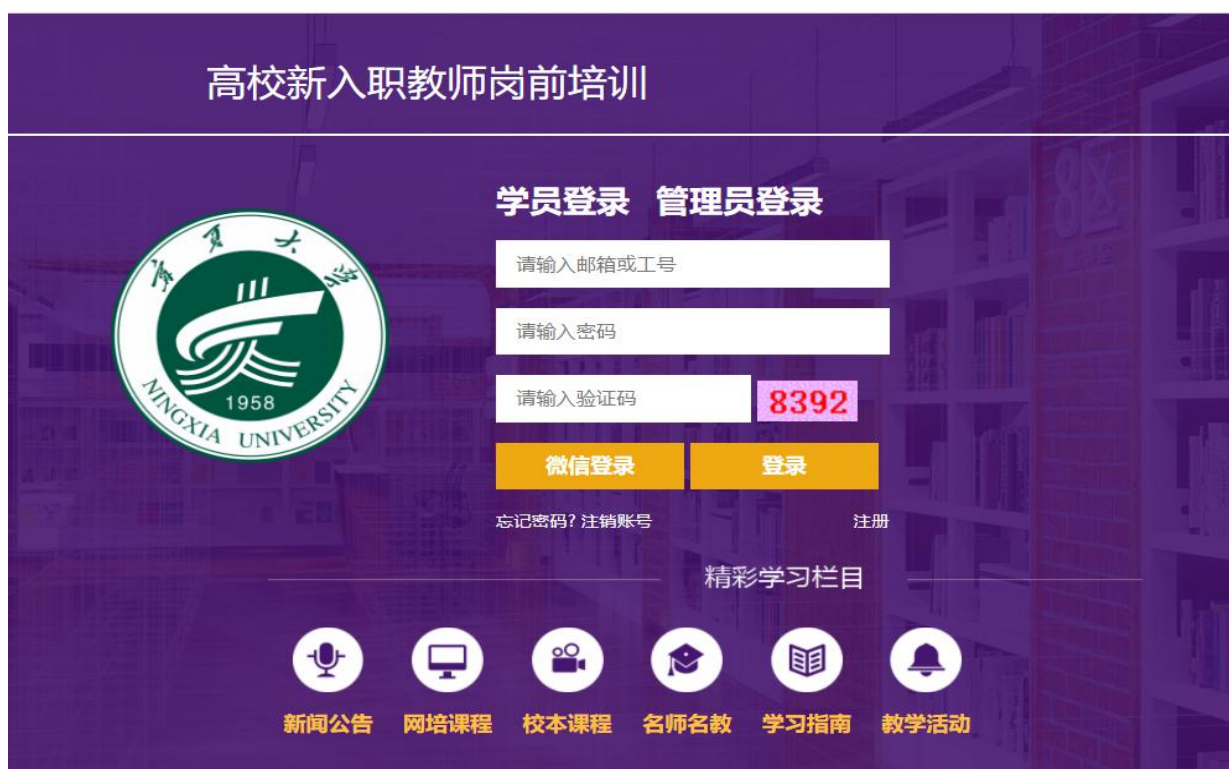 高校新入职教师岗前培训
学员登录 管理员登录
宁夏大学
1958
NINGXIA UNIVERSITY
请输入邮箱或工号
请输入密码
请输入验证码 8392
微信登录 登录
忘记密码? 注销账号 注册
精彩学习栏目
新闻公告 网培课程 校本课程 名师名教 学习指南 教学活动